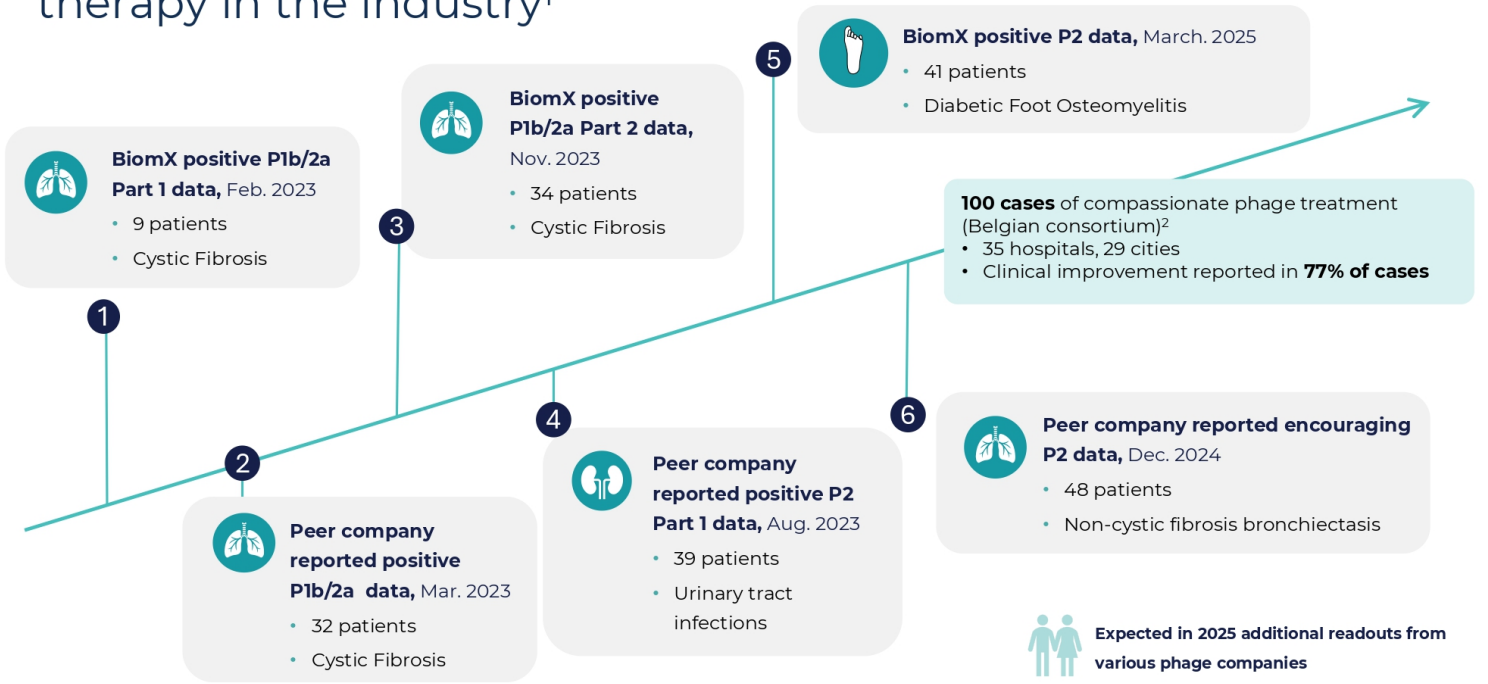 therapy in the industry¹
1
BiomX positive P1b/2a
Part 1 data, Feb. 2023
• 9 patients
• Cystic Fibrosis
2
Peer company
reported positive
P1b/2a data, Mar. 2023
• 32 patients
• Cystic Fibrosis
3
BiomX positive
P1b/2a Part 2 data,
Nov. 2023
• 34 patients
• Cystic Fibrosis
4
Peer company
reported positive P2
Part 1 data, Aug. 2023
• 39 patients
• Urinary tract
infections
5
BiomX positive P2 data, March. 2025
• 41 patients
• Diabetic Foot Osteomyelitis
6
Peer company reported encouraging
P2 data, Dec. 2024
• 48 patients
• Non-cystic fibrosis bronchiectasis
100 cases of compassionate phage treatment
(Belgian consortium)²
• 35 hospitals, 29 cities
• Clinical improvement reported in 77% of cases
Expected in 2025 additional readouts from
various phage companies